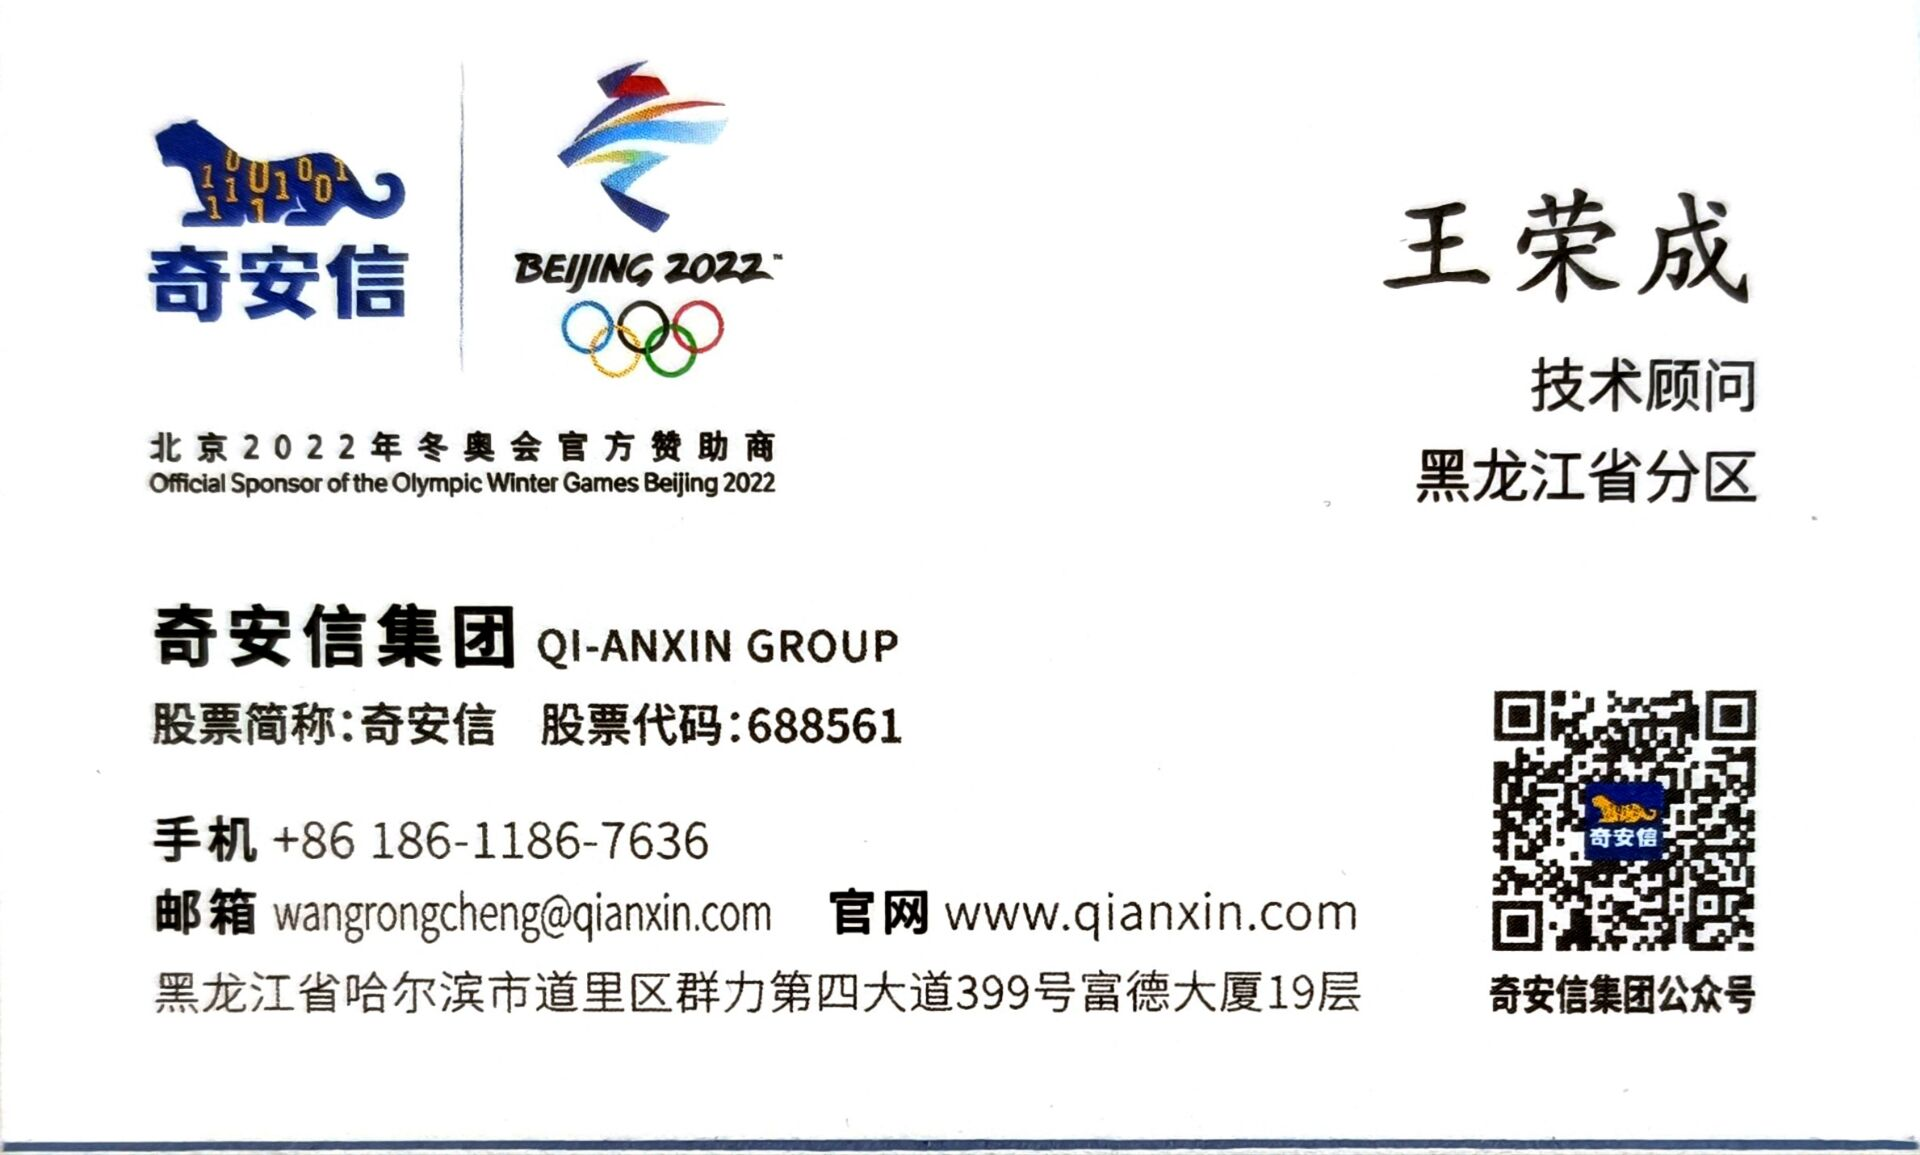 奇安信
BEIJING 2022™
北京2022年冬奥会官方赞助商
Official Sponsor of the Olympic Winter Games Beijing 2022
王荣成
技术顾问
黑龙江省分区
奇安信集团 QI-ANXIN GROUP
股票简称:奇安信 股票代码:688561
手机 +86 186-1186-7636
邮箱 wangrongcheng@qianxin.com 官网 www.qianxin.com
黑龙江省哈尔滨市道里区群力第四大道399号富德大厦19层
奇安信
奇安信集团公众号